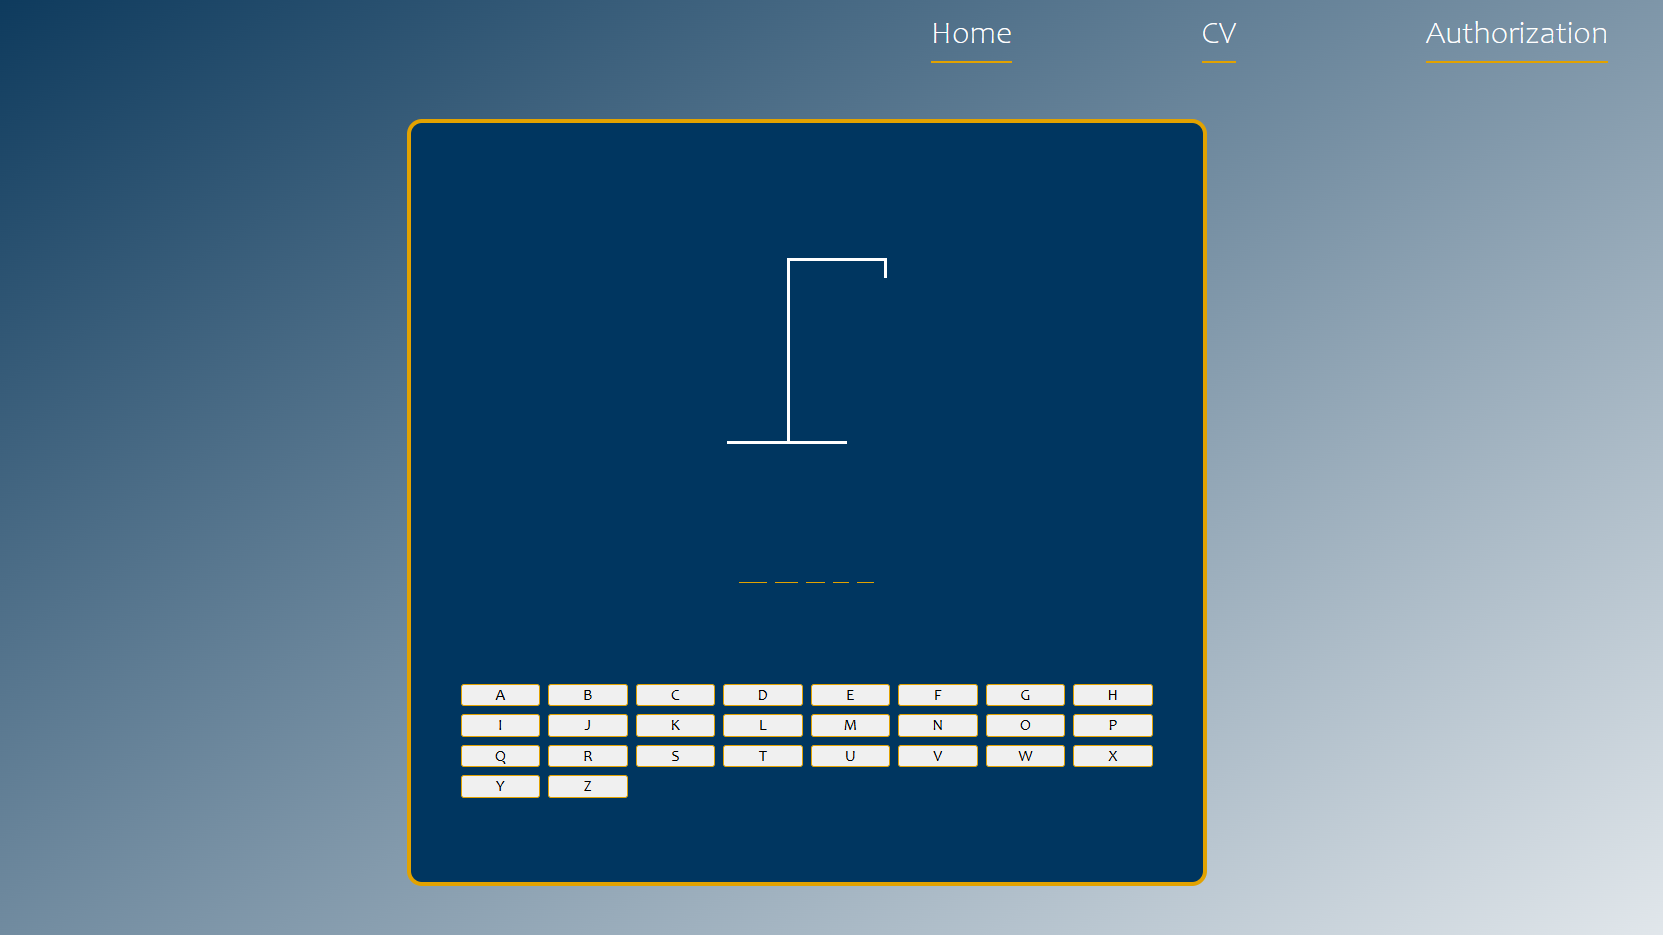 Home CV Authorization
A B C D E F G H
I J K L M N O P
Q R S T U V W X
Y Z